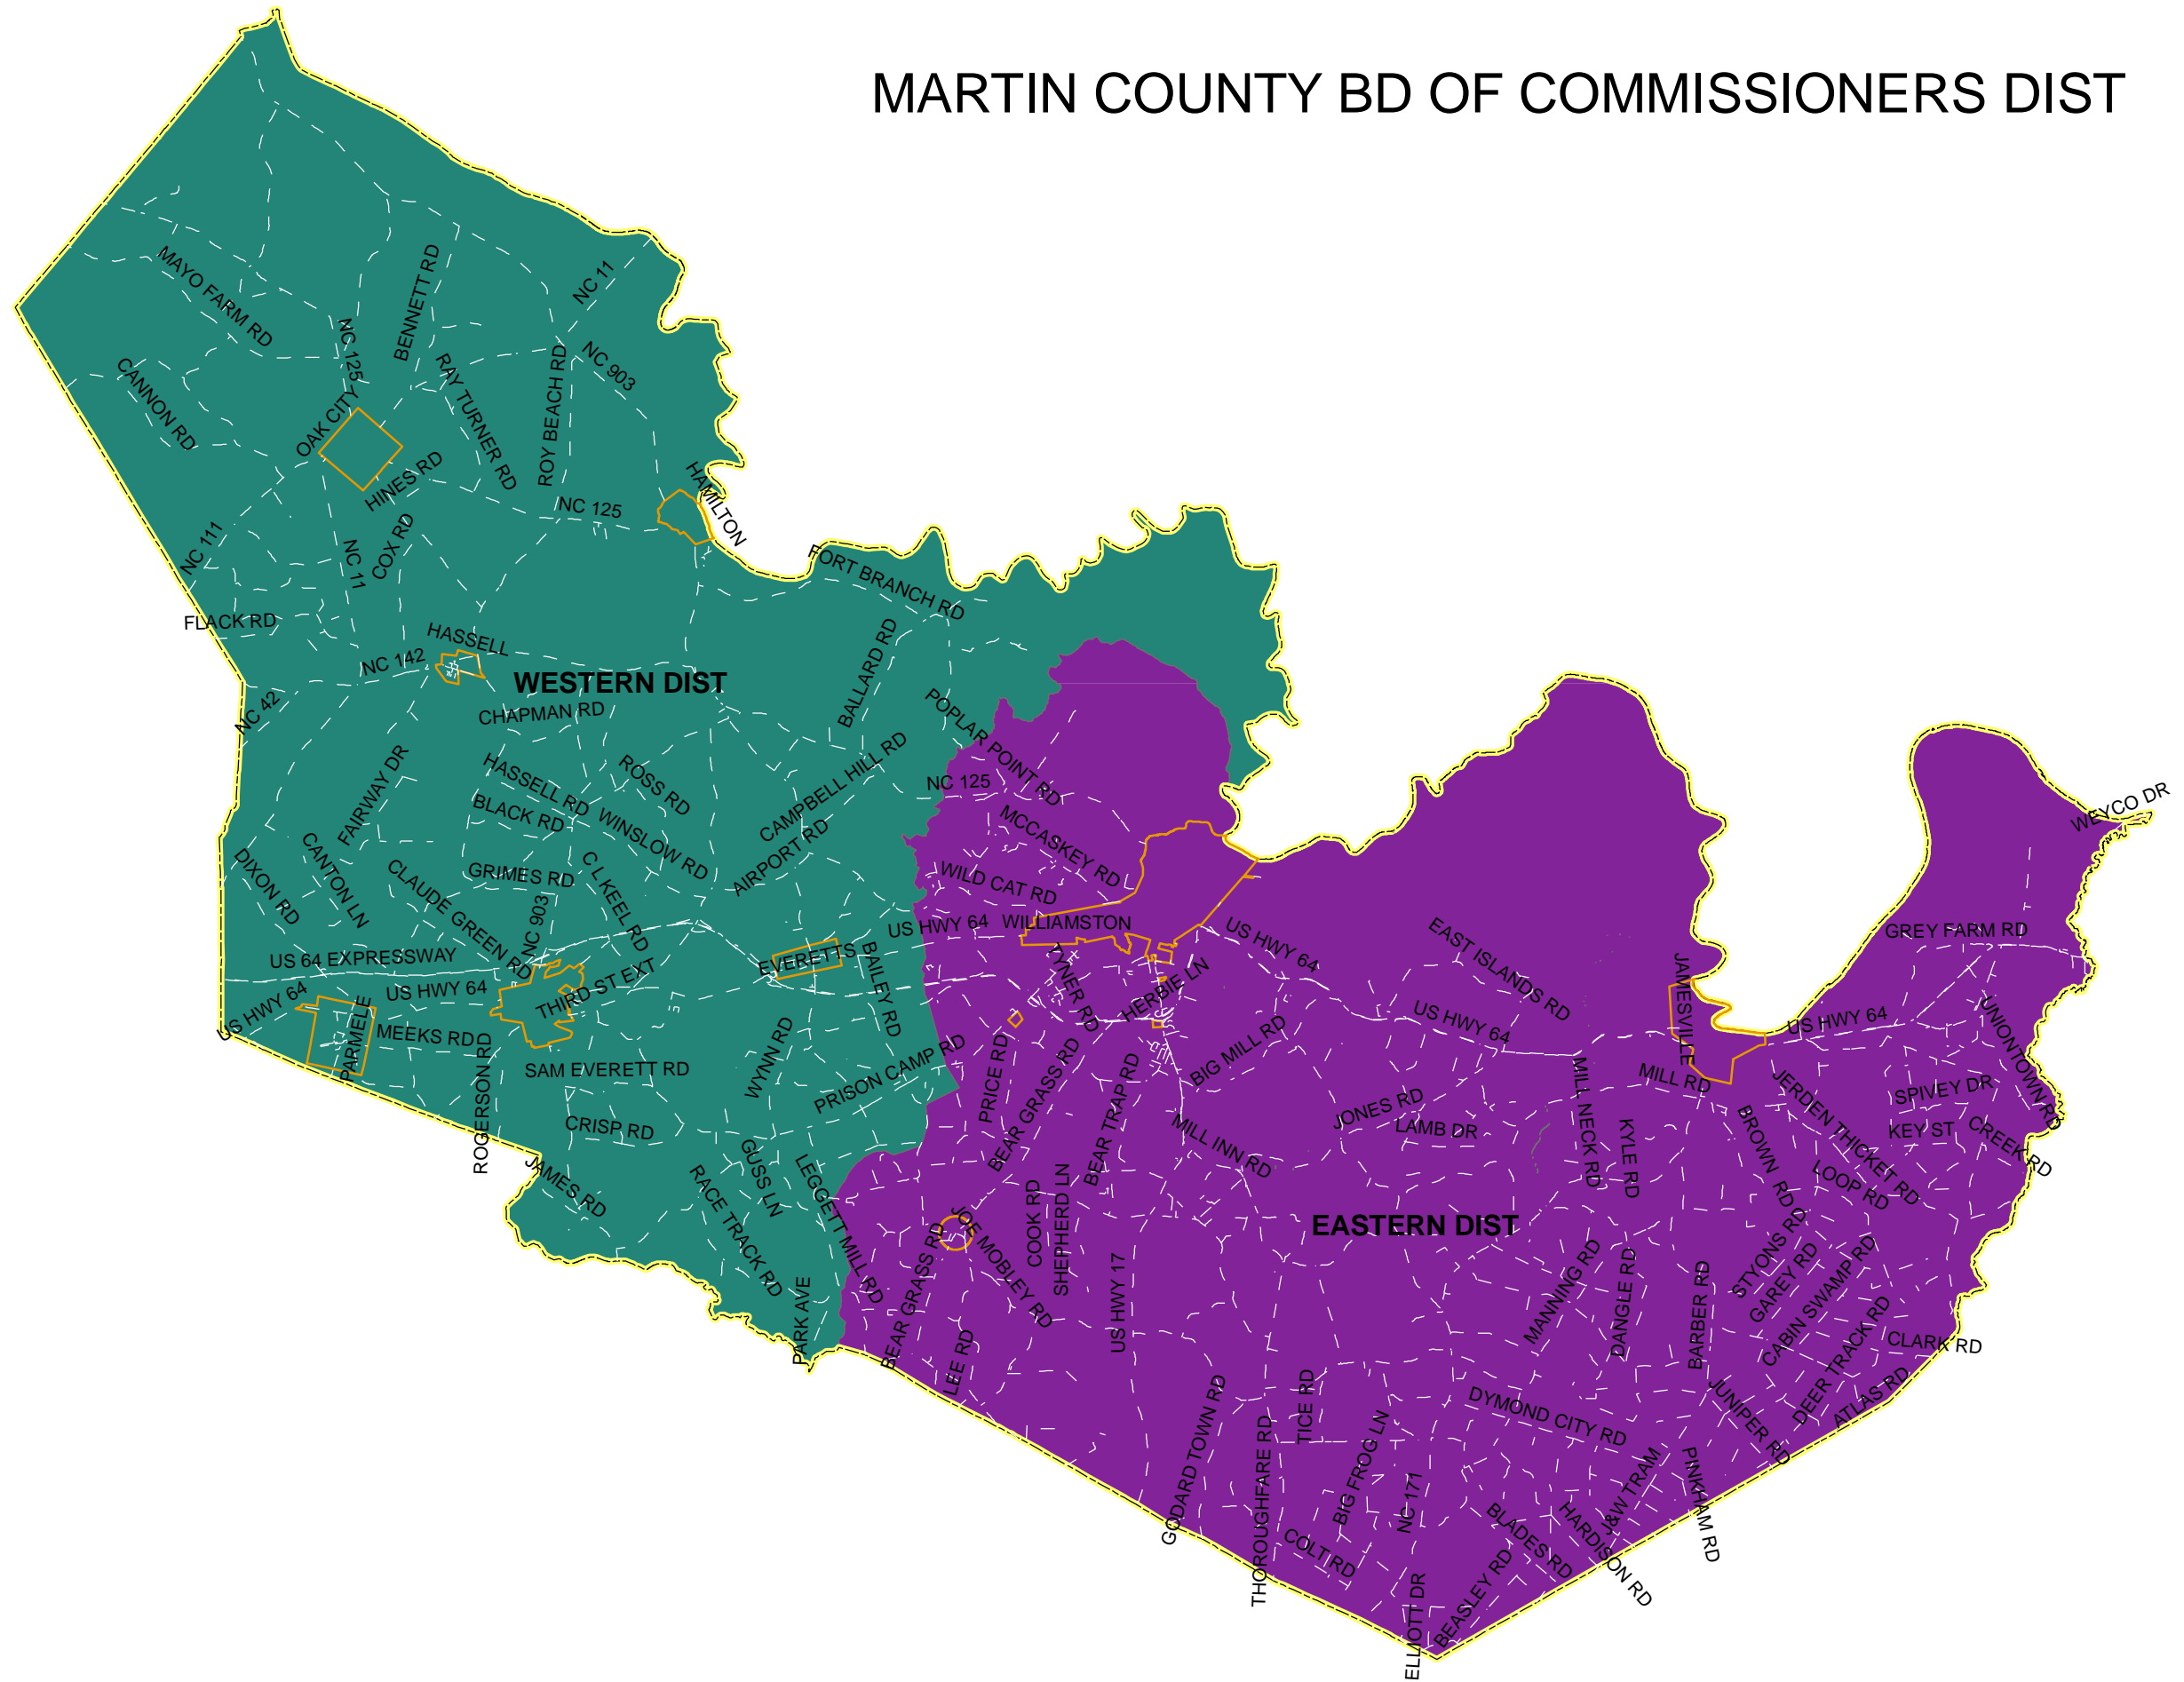 MARTIN COUNTY BD OF COMMISSIONERS DIST
MAYO FARM RD
BENNETT RD
NC 11
NC 125
CANNON RD
RAY TURNER RD
ROY BEACH RD
NC 903
OAK CITY
HINES RD
NC 125
HAMILTON
NC 111
NC 11
COX RD
FORT BRANCH RD
FLACK RD
HASSELL
NC 142
WESTERN DIST
BALLARD RD
NC 42
CHAPMAN RD
POPLAR POINT RD
FAIRWAY DR
HASSELL RD
ROSS RD
CAMPBELL HILL RD
NC 125
BLACK RD
WINSLOW RD
AIRPORT RD
MCCASKEY RD
WEYCO DR
DIXON RD
CANTON LN
CLAUDE GREEN RD
GRIMES RD
C L KEEL RD
WILD CAT RD
NC 903
US HWY 64
WILLIAMSTON
US HWY 64
EAST ISLANDS RD
GREY FARM RD
US 64 EXPRESSWAY
EVERETTS
BAILEY RD
TYNER RD
HERBIE LN
JAMESVILLE
US HWY 64
PARMELE
US HWY 64
THIRD ST EXT
US HWY 64
US HWY 64
UNIONTOWN RD
MEEKS RD
ROGERSON RD
SAM EVERETT RD
WYNN RD
PRISON CAMP RD
PRICE RD
BEAR GRASS RD
BEAR TRAP RD
BIG MILL RD
MILL NECK RD
MILL RD
JERDEN THICKET RD
SPIVEY DR
CRISP RD
JONES RD
LAMB DR
KYLE RD
BROWN RD
KEY ST
CREEK RD
JAMES RD
RACE TRACK RD
GUSS LN
LEGGETT MILL RD
MILL INN RD
LOOP RD
COOK RD
SHEPHERD LN
JOE MOBLEY RD
EASTERN DIST
STYONS RD
GAREY RD
CABIN SWAMP RD
PARK AVE
BEAR GRASS RD
LEE RD
US HWY 17
MANNING RD
DANGLE RD
BARBER RD
DEER TRACK RD
CLARK RD
ATLAS RD
GODARD TOWN RD
THOROUGHFARE RD
TICE RD
BIG FROG LN
DYMOND CITY RD
JUNIPER RD
NC 171
COLT RD
BLADES RD
HARDISON RD
J&W TRAM
PINKHAM RD
ELLIOTT DR
BEASLEY RD